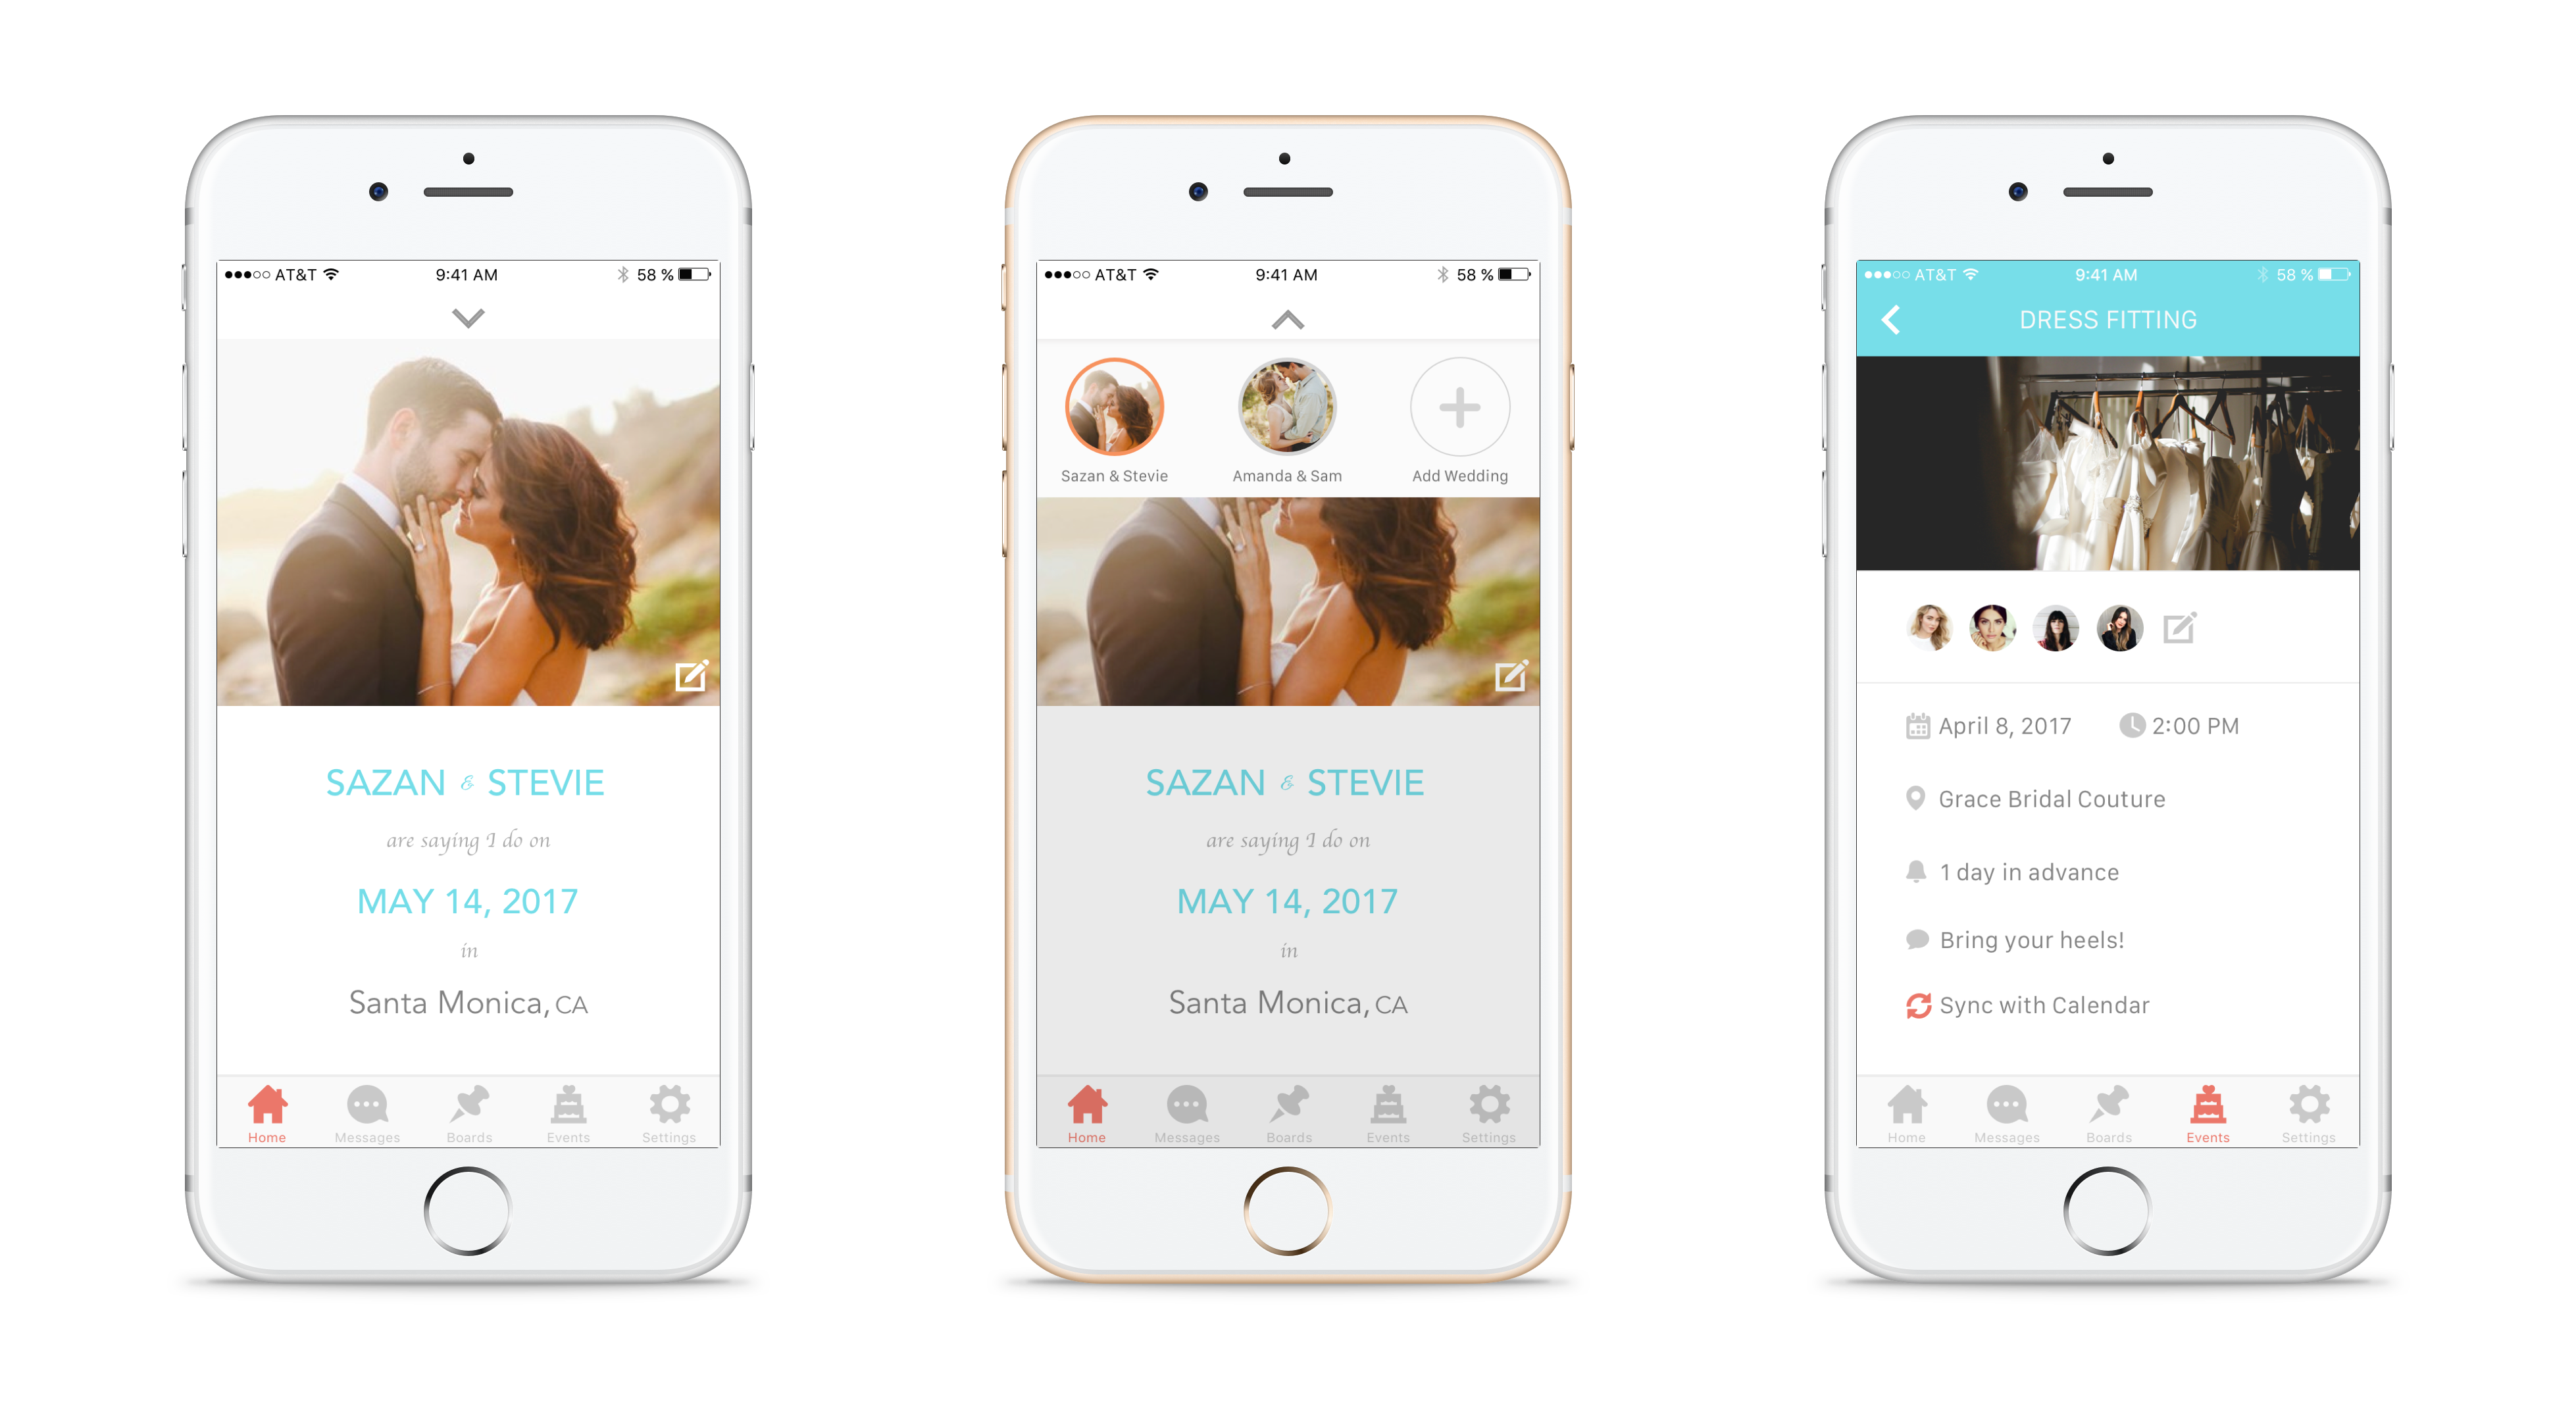 AT&T 9:41 AM 58 %
SAZAN & STEVIE
are saying I do on
MAY 14, 2017
in
Santa Monica, CA
Home Messages Boards Events Settings
AT&T 9:41 AM 58 %
Sazan & Stevie Amanda & Sam Add Wedding
SAZAN & STEVIE
are saying I do on
MAY 14, 2017
in
Santa Monica, CA
Home Messages Boards Events Settings
AT&T 9:41 AM 58 %
DRESS FITTING
April 8, 2017 2:00 PM
Grace Bridal Couture
1 day in advance
Bring your heels!
Sync with Calendar
Home Messages Boards Events Settings